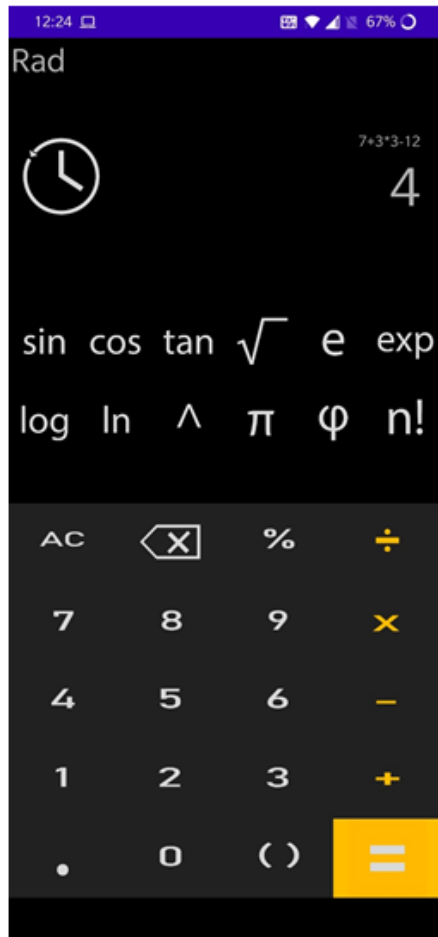 12:24 67%
Rad
7+3*3-12
4
sin cos tan √ e exp
log ln ^ π φ n!
AC % ÷
7 8 9 x
4 5 6 -
1 2 3 +
. 0 ( ) =